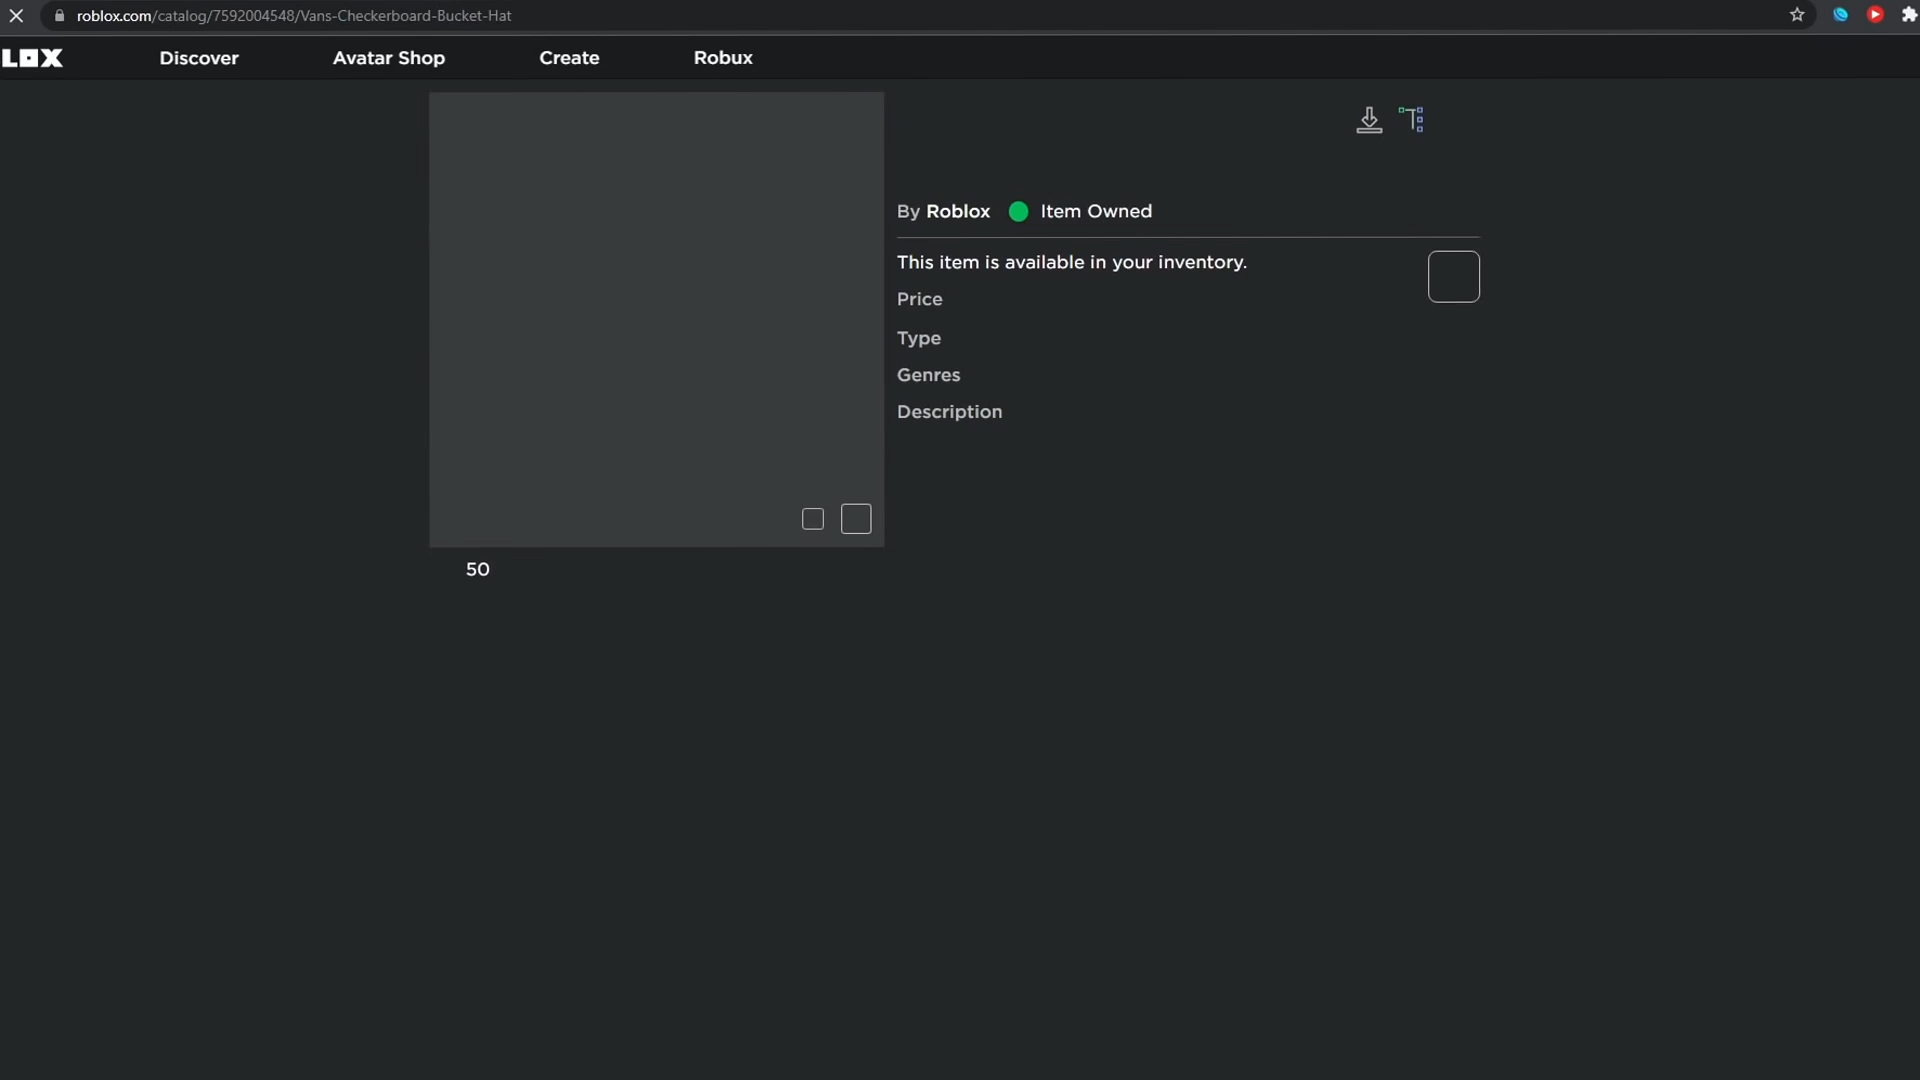 roblox.com/catalog/7592004548/Vans-Checkerboard-Bucket-Hat
LOX Discover Avatar Shop Create Robux
By Roblox Item Owned
This item is available in your inventory.
Price
Type
Genres
Description
50